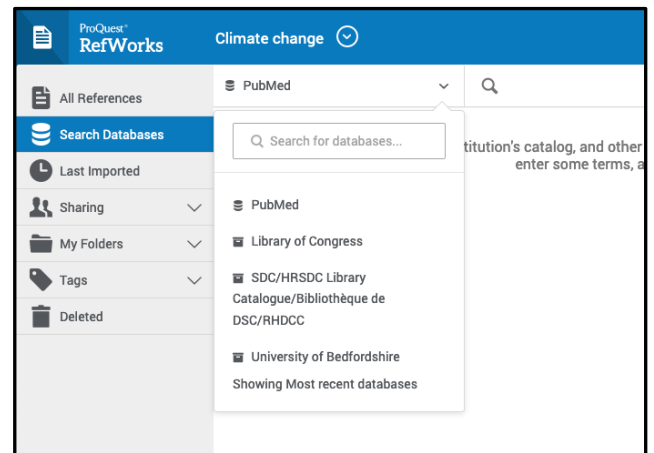 ProQuest®
RefWorks
Climate change
All References
Search Databases
Last Imported
Sharing
My Folders
Tags
Deleted
PubMed
Search for databases...
PubMed
Library of Congress
SDC/HRSDC Library
Catalogue/Bibliothèque de
DSC/RHDCC
University of Bedfordshire
Showing Most recent databases
titution's catalog, and other
enter some terms, a